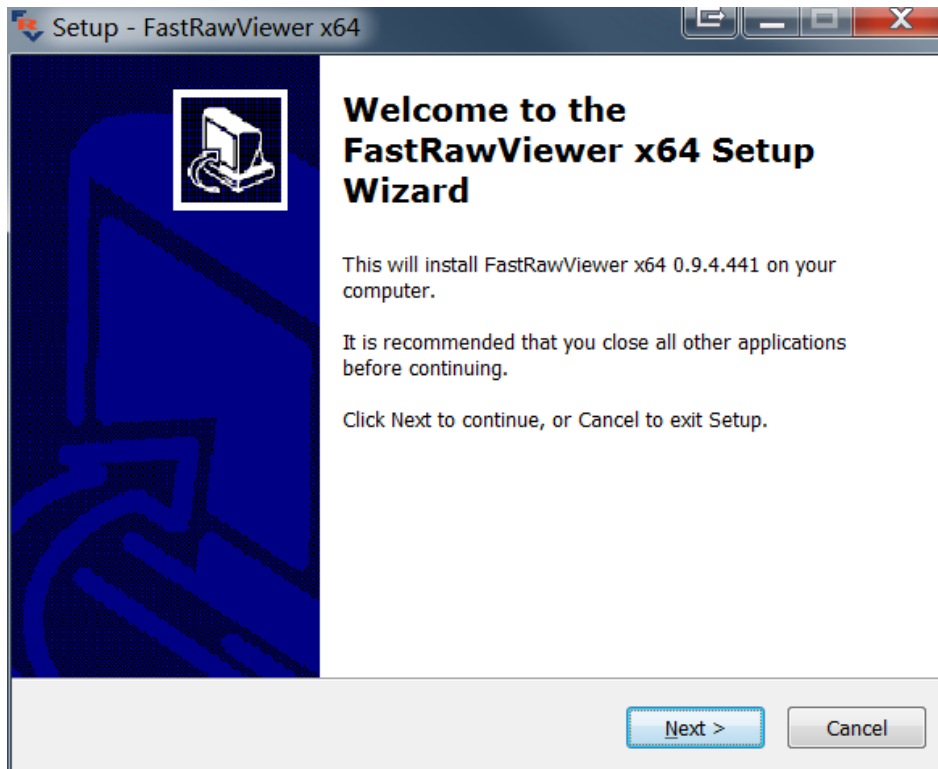 Setup - FastRawViewer x64
Welcome to the
FastRawViewer x64 Setup
Wizard
This will install FastRawViewer x64 0.9.4.441 on your
computer.
It is recommended that you close all other applications
before continuing.
Click Next to continue, or Cancel to exit Setup.
Next >
Cancel